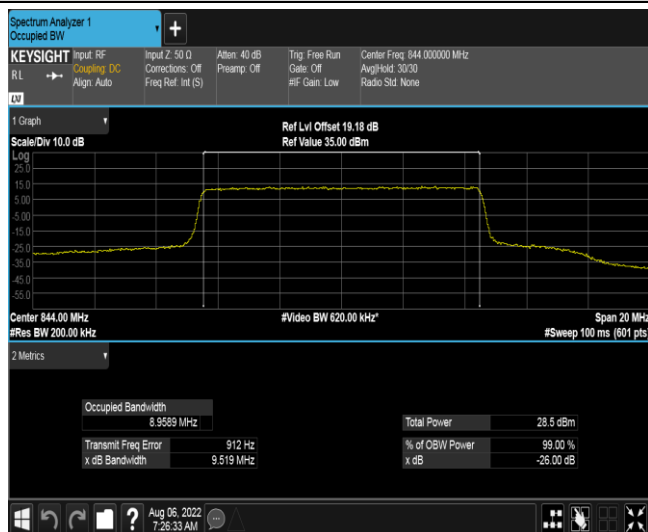 Spectrum Analyzer 1
Occupied BW
KEYSIGHT
R L
LXI
Input: RF
Coupling: DC
Align: Auto
Input Z: 50 Ω
Corrections: Off
Freq Ref: Int (S)
Atten: 40 dB
Preamp: Off
Trig: Free Run
Gate: Off
#IF Gain: Low
Center Freq: 844.000000 MHz
Avg|Hold: 30/30
Radio Std: None
1 Graph
Scale/Div 10.0 dB
Ref Lvl Offset 19.18 dB
Ref Value 35.00 dBm
Log
25.0
15.0
5.00
-5.00
-15.0
-25.0
-35.0
-45.0
-55.0
Center 844.00 MHz
#Res BW 200.00 kHz
#Video BW 620.00 kHz*
Span 20 MHz
#Sweep 100 ms (601 pts)
2 Metrics
Occupied Bandwidth
8.9589 MHz
Total Power 28.5 dBm
Transmit Freq Error 912 Hz
% of OBW Power 99.00 %
x dB Bandwidth 9.519 MHz
x dB -26.00 dB
?
Aug 06, 2022
7:26:33 AM